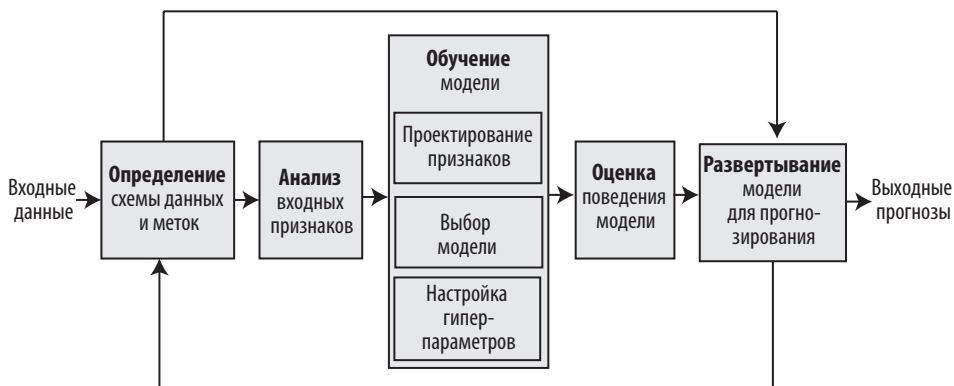 Входные
данные
Определение
схемы данных
и меток
Анализ
входных
признаков
Обучение
модели
Проектирование
признаков
Выбор
модели
Настройка
гипер-
параметров
Оценка
поведения
модели
Развертывание
модели
для прогно-
зирования
Выходные
прогнозы